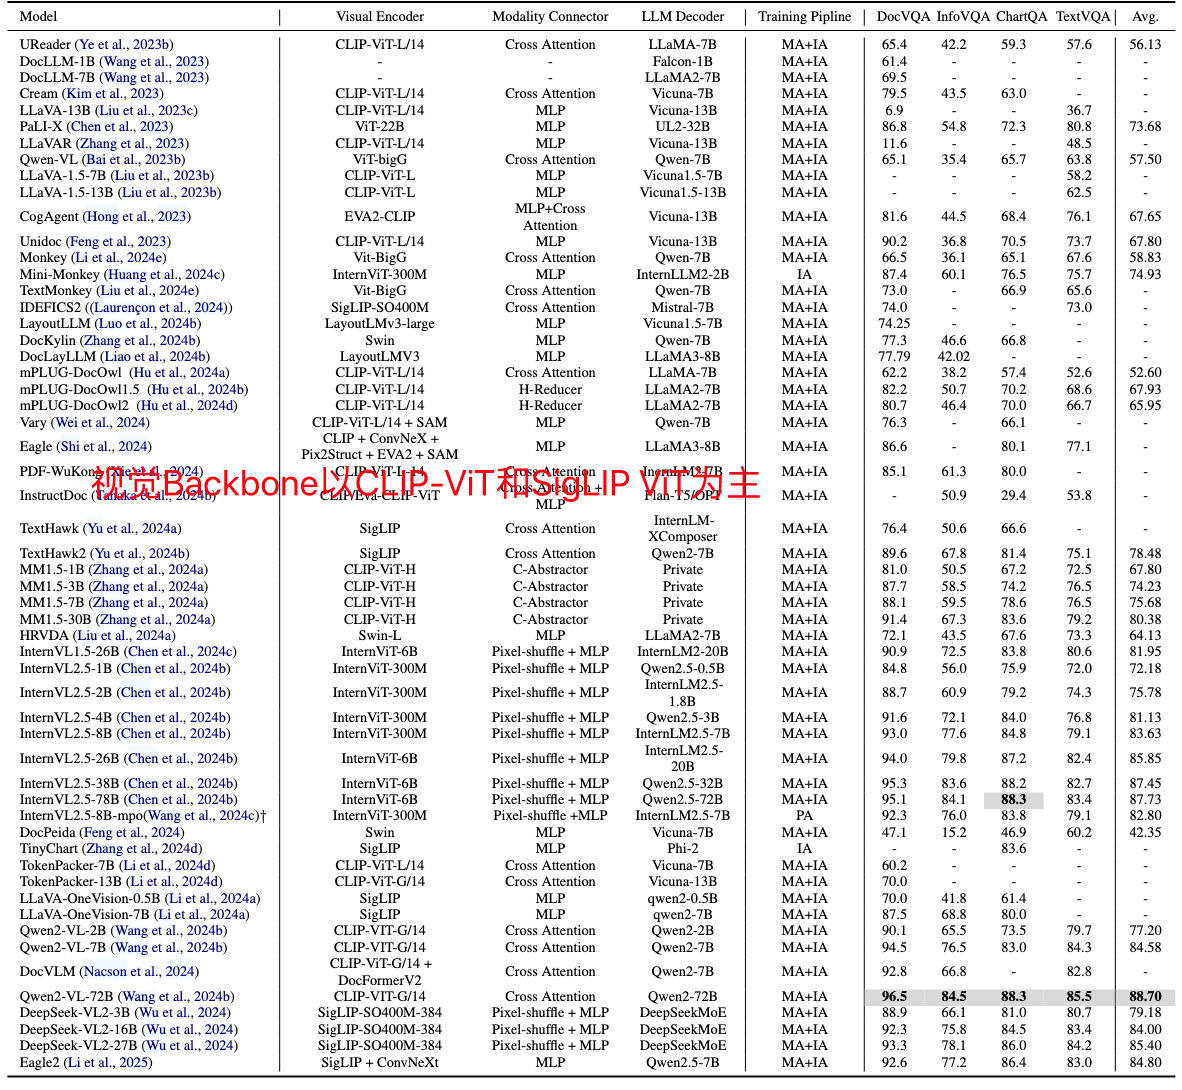 Model Visual Encoder Modality Connector LLM Decoder Training Pipline DocVQA InfoVQA ChartQA TextVQA Avg.
UReader (Ye et al., 2023b) CLIP-ViT-L/14 Cross Attention LLaMA-7B MA+IA 65.4 42.2 59.3 57.6 56.13
DocLLM-1B (Wang et al., 2023) - - Falcon-1B MA+IA 61.4 - - - -
DocLLM-7B (Wang et al., 2023) - - LLaMA2-7B MA+IA 69.5 - - - -
Cream (Kim et al., 2023) CLIP-ViT-L/14 Cross Attention Vicuna-7B MA+IA 79.5 43.5 63.0 - -
LLaVA-13B (Liu et al., 2023c) CLIP-ViT-L/14 MLP Vicuna-13B MA+IA 6.9 - - 36.7 -
PaLI-X (Chen et al., 2023) ViT-22B MLP UL2-32B MA+IA 86.8 54.8 72.3 80.8 73.68
LLaVAR (Zhang et al., 2023) CLIP-ViT-L/14 MLP Vicuna-13B MA+IA 11.6 - - 48.5 -
Qwen-VL (Bai et al., 2023b) ViT-bigG Cross Attention Qwen-7B MA+IA 65.1 35.4 65.7 63.8 57.50
LLaVA-1.5-7B (Liu et al., 2023b) CLIP-ViT-L MLP Vicuna1.5-7B MA+IA - - - 58.2 -
LLaVA-1.5-13B (Liu et al., 2023b) CLIP-ViT-L MLP Vicuna1.5-13B MA+IA - - - 62.5 -
CogAgent (Hong et al., 2023) EVA2-CLIP MLP+Cross Attention Vicuna-13B MA+IA 81.6 44.5 68.4 76.1 67.65
Unidoc (Feng et al., 2023) CLIP-ViT-L/14 MLP Vicuna-13B MA+IA 90.2 36.8 70.5 73.7 67.80
Monkey (Li et al., 2024e) Vit-BigG Cross Attention Qwen-7B MA+IA 66.5 36.1 65.1 67.6 58.83
Mini-Monkey (Huang et al., 2024c) InternViT-300M MLP InternLLM2-2B IA 87.4 60.1 76.5 75.7 74.93
TextMonkey (Liu et al., 2024e) Vit-BigG Cross Attention Qwen-7B MA+IA 73.0 - 66.9 65.6 -
IDEFICS2 ((Laurençon et al., 2024)) SigLIP-SO400M Cross Attention Mistral-7B MA+IA 74.0 - - 73.0 -
LayoutLLM (Luo et al., 2024b) LayoutLMv3-large MLP Vicuna1.5-7B MA+IA 74.25 - - - -
DocKylin (Zhang et al., 2024b) Swin MLP Qwen-7B MA+IA 77.3 46.6 66.8 - -
DocLayLLM (Liao et al., 2024b) LayoutLMV3 MLP LLaMA3-8B MA+IA 77.79 42.02 - - -
mPLUG-DocOwl (Hu et al., 2024a) CLIP-ViT-L/14 Cross Attention LLaMA-7B MA+IA 62.2 38.2 57.4 52.6 52.60
mPLUG-DocOwl1.5 (Hu et al., 2024b) CLIP-ViT-L/14 H-Reducer LLaMA2-7B MA+IA 82.2 50.7 70.2 68.6 67.93
mPLUG-DocOwl2 (Hu et al., 2024d) CLIP-ViT-L/14 H-Reducer LLaMA2-7B MA+IA 80.7 46.4 70.0 66.7 65.95
Vary (Wei et al., 2024) CLIP-ViT-L/14 + SAM MLP Qwen-7B MA+IA 76.3 - 66.1 - -
Eagle (Shi et al., 2024) CLIP + ConvNeX + Pix2Struct + EVA2 + SAM MLP LLaMA3-8B MA+IA 86.6 - 80.1 77.1 -
PDF-WuKong (Xie et al., 2024) CLIP-ViT-L-14 Cross Attention InernLM2-7B MA+IA 85.1 61.3 80.0 - -
视觉Backbone以CLIP-ViT和SigLIP ViT为主
InstructDoc (Tanaka et al., 2024b) CLIP/Eva-CLIP-ViT Cross Attention + MLP Flan-T5/OPT MA+IA - 50.9 29.4 53.8 -
TextHawk (Yu et al., 2024a) SigLIP Cross Attention InternLM-XComposer MA+IA 76.4 50.6 66.6 - -
TextHawk2 (Yu et al., 2024b) SigLIP Cross Attention Qwen2-7B MA+IA 89.6 67.8 81.4 75.1 78.48
MM1.5-1B (Zhang et al., 2024a) CLIP-ViT-H C-Abstractor Private MA+IA 81.0 50.5 67.2 72.5 67.80
MM1.5-3B (Zhang et al., 2024a) CLIP-ViT-H C-Abstractor Private MA+IA 87.7 58.5 74.2 76.5 74.23
MM1.5-7B (Zhang et al., 2024a) CLIP-ViT-H C-Abstractor Private MA+IA 88.1 59.5 78.6 76.5 75.68
MM1.5-30B (Zhang et al., 2024a) CLIP-ViT-H C-Abstractor Private MA+IA 91.4 67.3 83.6 79.2 80.38
HRVDA (Liu et al., 2024a) Swin-L MLP LLaMA2-7B MA+IA 72.1 43.5 67.6 73.3 64.13
InternVL1.5-26B (Chen et al., 2024c) InternViT-6B Pixel-shuffle + MLP InternLM2-20B MA+IA 90.9 72.5 83.8 80.6 81.95
InternVL2.5-1B (Chen et al., 2024b) InternViT-300M Pixel-shuffle + MLP Qwen2.5-0.5B MA+IA 84.8 56.0 75.9 72.0 72.18
InternVL2.5-2B (Chen et al., 2024b) InternViT-300M Pixel-shuffle + MLP InternLM2.5-1.8B MA+IA 88.7 60.9 79.2 74.3 75.78
InternVL2.5-4B (Chen et al., 2024b) InternViT-300M Pixel-shuffle + MLP Qwen2.5-3B MA+IA 91.6 72.1 84.0 76.8 81.13
InternVL2.5-8B (Chen et al., 2024b) InternViT-300M Pixel-shuffle + MLP InternLM2.5-7B MA+IA 93.0 77.6 84.8 79.1 83.63
InternVL2.5-26B (Chen et al., 2024b) InternViT-6B Pixel-shuffle + MLP InternLM2.5-20B MA+IA 94.0 79.8 87.2 82.4 85.85
InternVL2.5-38B (Chen et al., 2024b) InternViT-6B Pixel-shuffle + MLP Qwen2.5-32B MA+IA 95.3 83.6 88.2 82.7 87.45
InternVL2.5-78B (Chen et al., 2024b) InternViT-6B Pixel-shuffle + MLP Qwen2.5-72B MA+IA 95.1 84.1 88.3 83.4 87.73
InternVL2.5-8B-mpo(Wang et al., 2024c)† InternViT-300M Pixel-shuffle +MLP InternLM2.5-7B PA 92.3 76.0 83.8 79.1 82.80
DocPeida (Feng et al., 2024) Swin MLP Vicuna-7B MA+IA 47.1 15.2 46.9 60.2 42.35
TinyChart (Zhang et al., 2024d) SigLIP MLP Phi-2 IA - - 83.6 - -
TokenPacker-7B (Li et al., 2024d) CLIP-ViT-L/14 Cross Attention Vicuna-7B MA+IA 60.2 - - - -
TokenPacker-13B (Li et al., 2024d) CLIP-ViT-G/14 Cross Attention Vicuna-13B MA+IA 70.0 - - - -
LLaVA-OneVision-0.5B (Li et al., 2024a) SigLIP MLP qwen2-0.5B MA+IA 70.0 41.8 61.4 - -
LLaVA-OneVision-7B (Li et al., 2024a) SigLIP MLP qwen2-7B MA+IA 87.5 68.8 80.0 - -
Qwen2-VL-2B (Wang et al., 2024b) CLIP-VIT-G/14 Cross Attention Qwen2-2B MA+IA 90.1 65.5 73.5 79.7 77.20
Qwen2-VL-7B (Wang et al., 2024b) CLIP-VIT-G/14 Cross Attention Qwen2-7B MA+IA 94.5 76.5 83.0 84.3 84.58
DocVLM (Nacson et al., 2024) CLIP-ViT-G/14 + DocFormerV2 Cross Attention Qwen2-7B MA+IA 92.8 66.8 - 82.8 -
Qwen2-VL-72B (Wang et al., 2024b) CLIP-VIT-G/14 Cross Attention Qwen2-72B MA+IA 96.5 84.5 88.3 85.5 88.70
DeepSeek-VL2-3B (Wu et al., 2024) SigLIP-SO400M-384 Pixel-shuffle + MLP DeepSeekMoE MA+IA 88.9 66.1 81.0 80.7 79.18
DeepSeek-VL2-16B (Wu et al., 2024) SigLIP-SO400M-384 Pixel-shuffle + MLP DeepSeekMoE MA+IA 92.3 75.8 84.5 83.4 84.00
DeepSeek-VL2-27B (Wu et al., 2024) SigLIP-SO400M-384 Pixel-shuffle + MLP DeepSeekMoE MA+IA 93.3 78.1 86.0 84.2 85.40
Eagle2 (Li et al., 2025) SigLIP + ConvNeXt MLP Qwen2.5-7B MA+IA 92.6 77.2 86.4 83.0 84.80